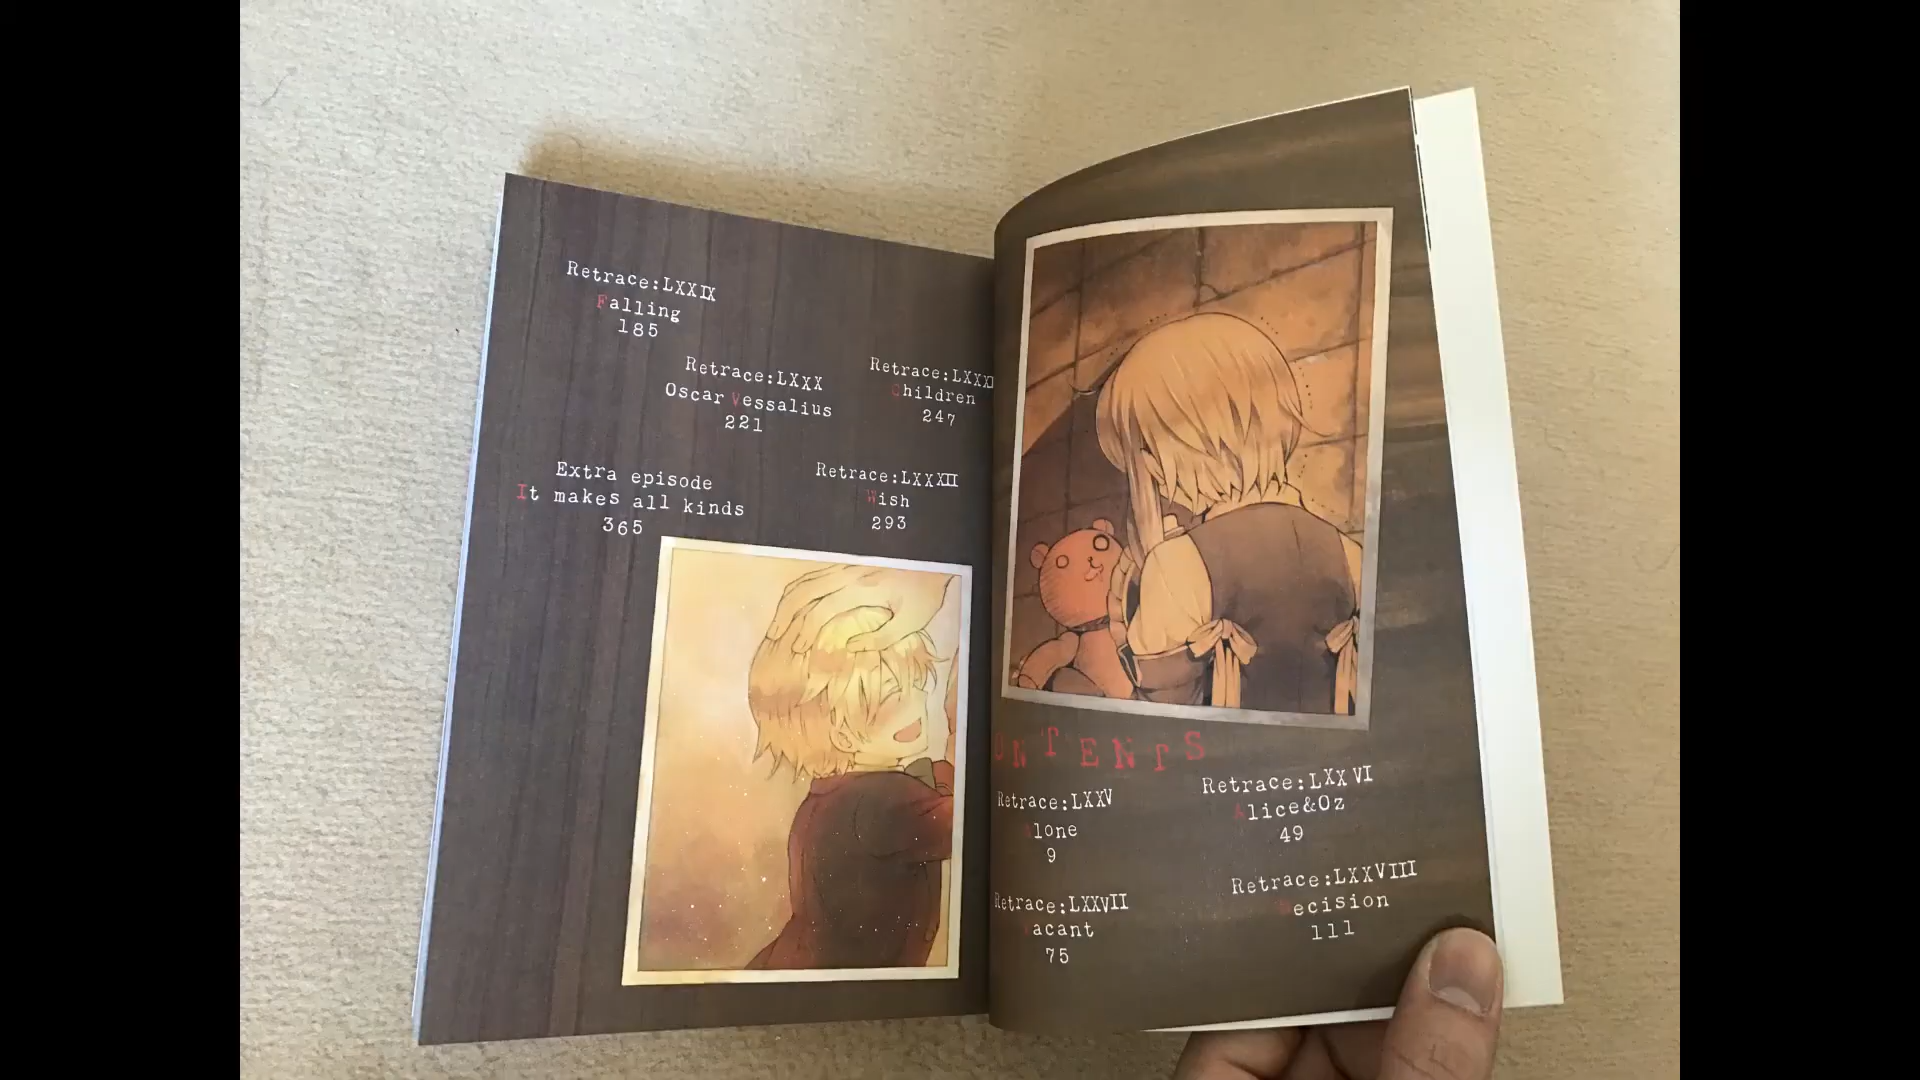 Retrace:LXXIX
Falling
185
Retrace:LXXX
Oscar Vessalius
221
Retrace:LXXXI
Children
247
Extra episode
It makes all kinds
365
Retrace:LXXXII
Wish
293
ONTENTS
Retrace:LXXV
Alone
9
Retrace:LXXVI
Alice&Oz
49
Retrace:LXXVII
Vacant
75
Retrace:LXXVIII
Decision
111